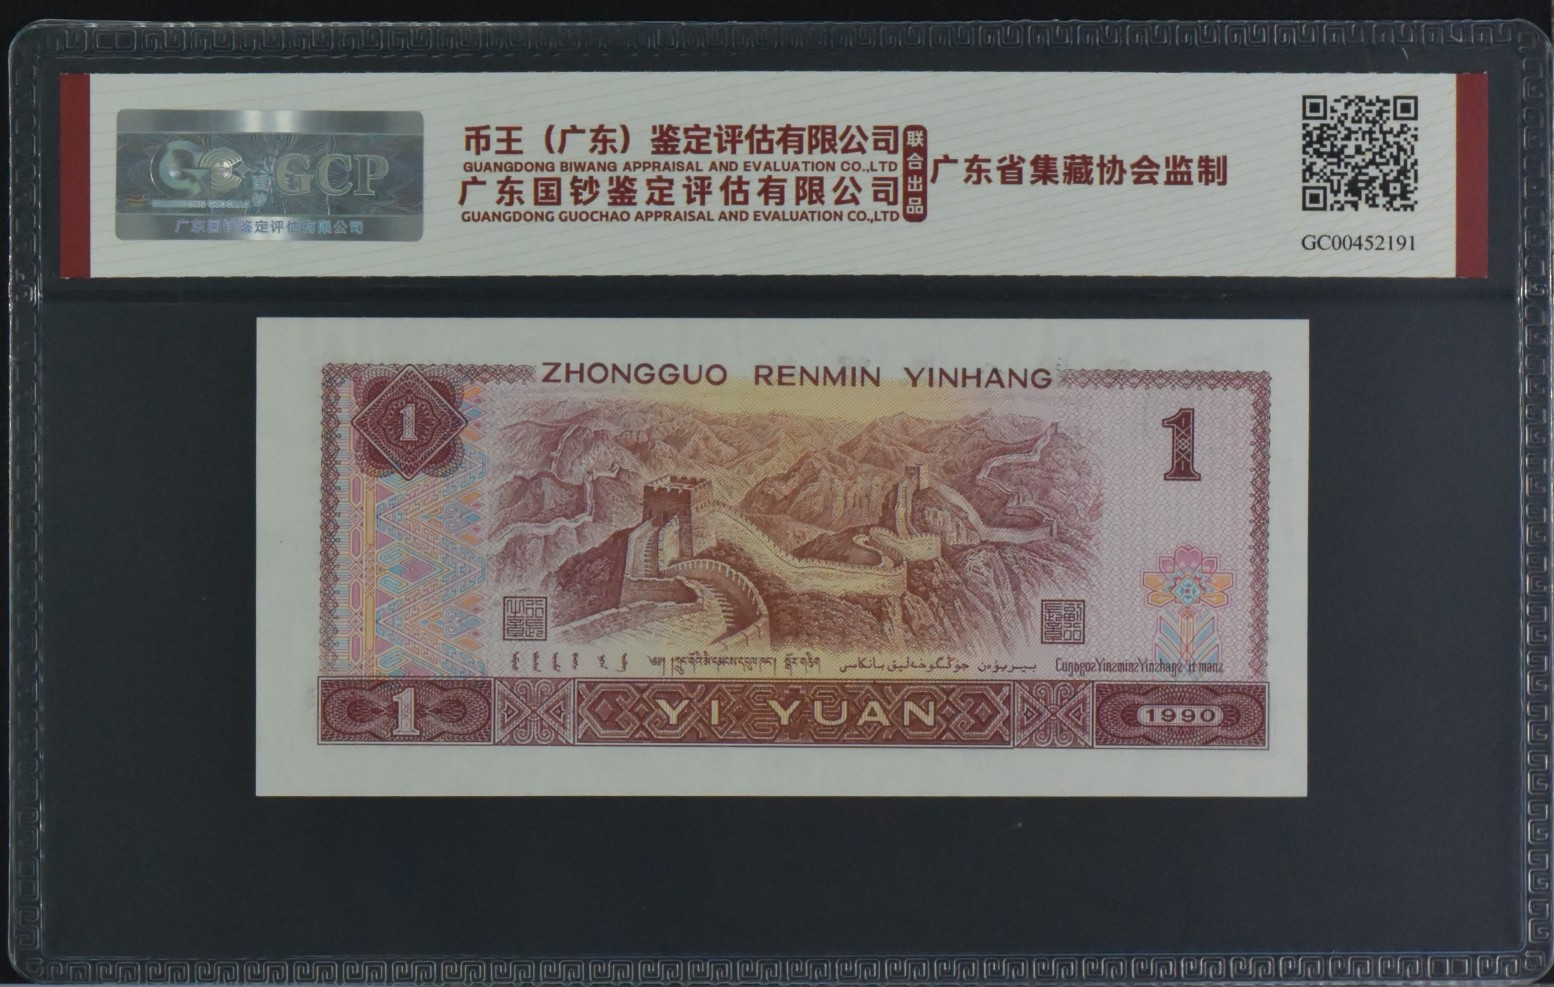 币王（广东）鉴定评估有限公司
GUANGDONG BIWANG APPRAISAL AND EVALUATION CO.,LTD
广东国钞鉴定评估有限公司
GUANGDONG GUOCHAO APPRAISAL AND EVALUATION CO.,LTD
联合出品
广东省集藏协会监制
GC00452191
GCP
广东国钞鉴定评估有限公司
ZHONGGUO RENMIN YINHANG
1
1
1
YI YUAN
1990